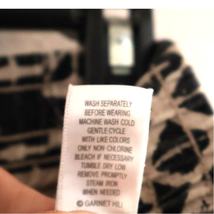 WASH SEPARATELY
BEFORE WEARING
MACHINE WASH COLD
GENTLE CYCLE
WITH LIKE COLORS
ONLY NON CHLORINE
BLEACH IF NECESSARY
TUMBLE DRY LOW
REMOVE PROMPTLY
STEAM IRON
WHEN NEEDED
© GARNET HILL